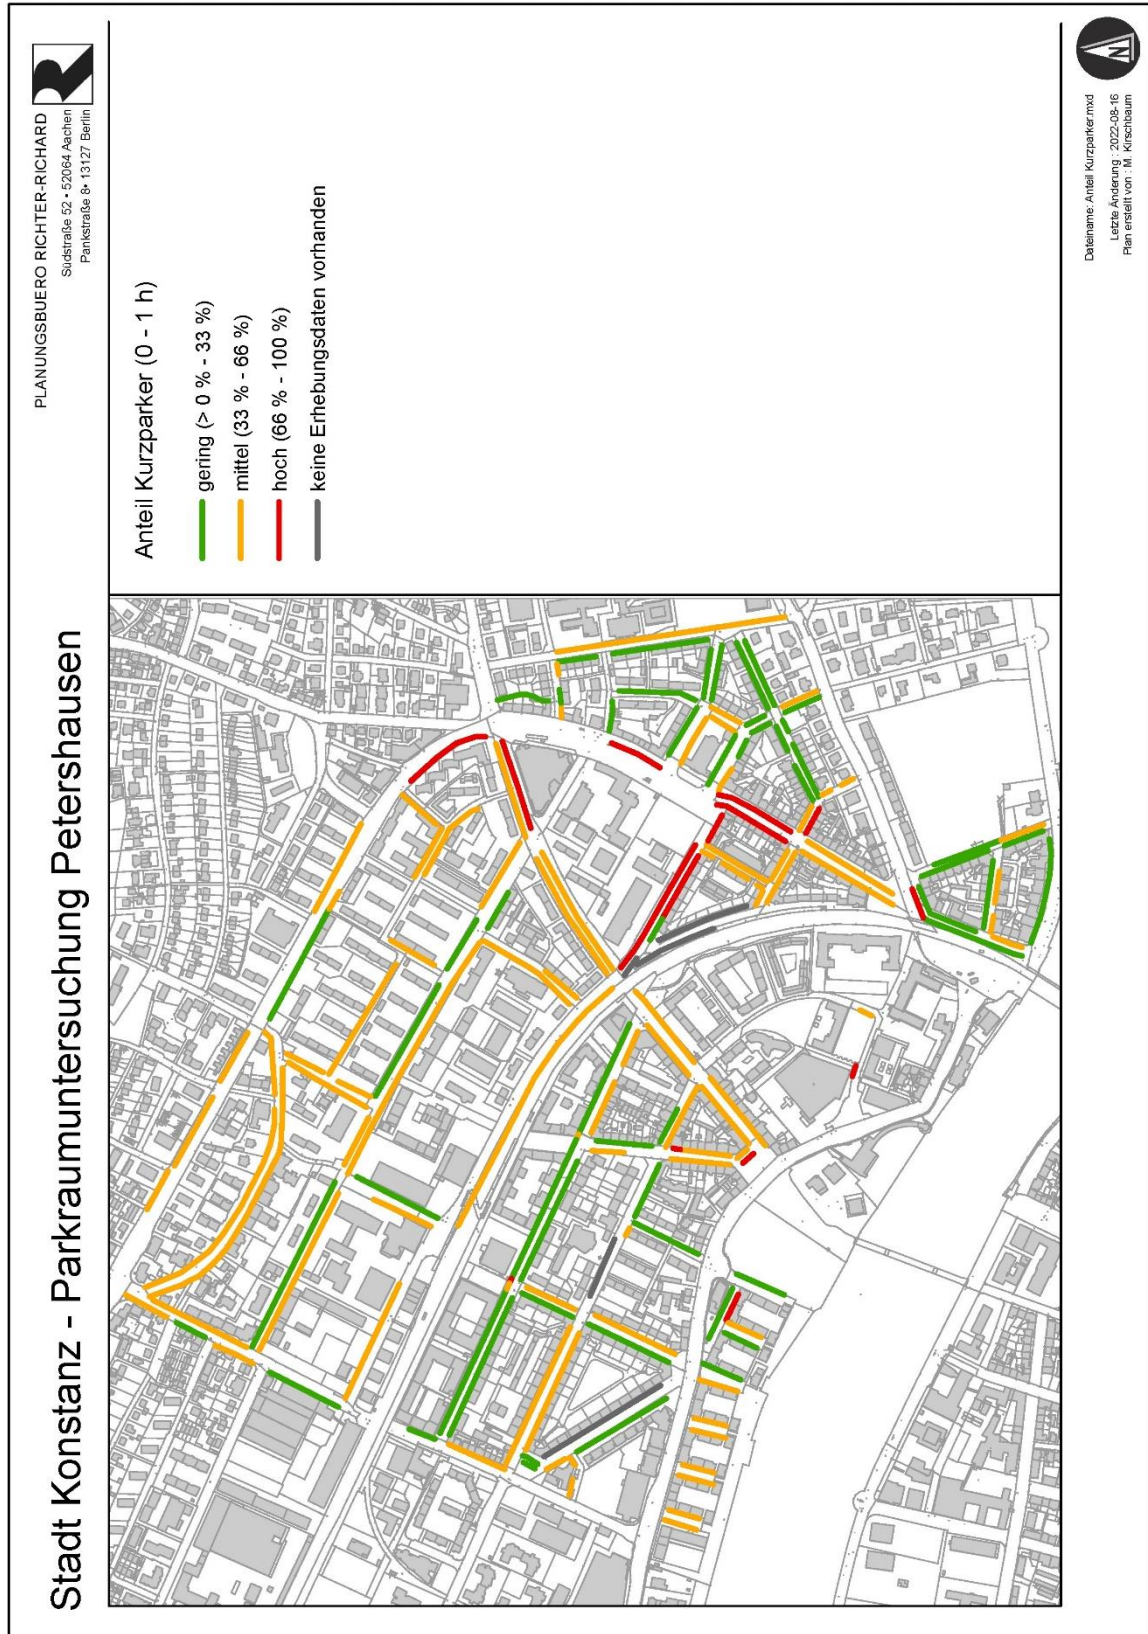 Stadt Konstanz - Parkraumuntersuchung Petershausen
PLANUNGSBUERO RICHTER-RICHARD
Südstraße 52 • 52064 Aachen
Pankstraße 8• 13127 Berlin
Anteil Kurzparker (0 - 1 h)
gering (> 0 % - 33 %)
mittel (33 % - 66 %)
hoch (66 % - 100 %)
keine Erhebungsdaten vorhanden
Dateiname: Anteil Kurzparker.mxd
Letzte Änderung : 2022-08-16
Plan erstellt von : M. Kirschbaum
N